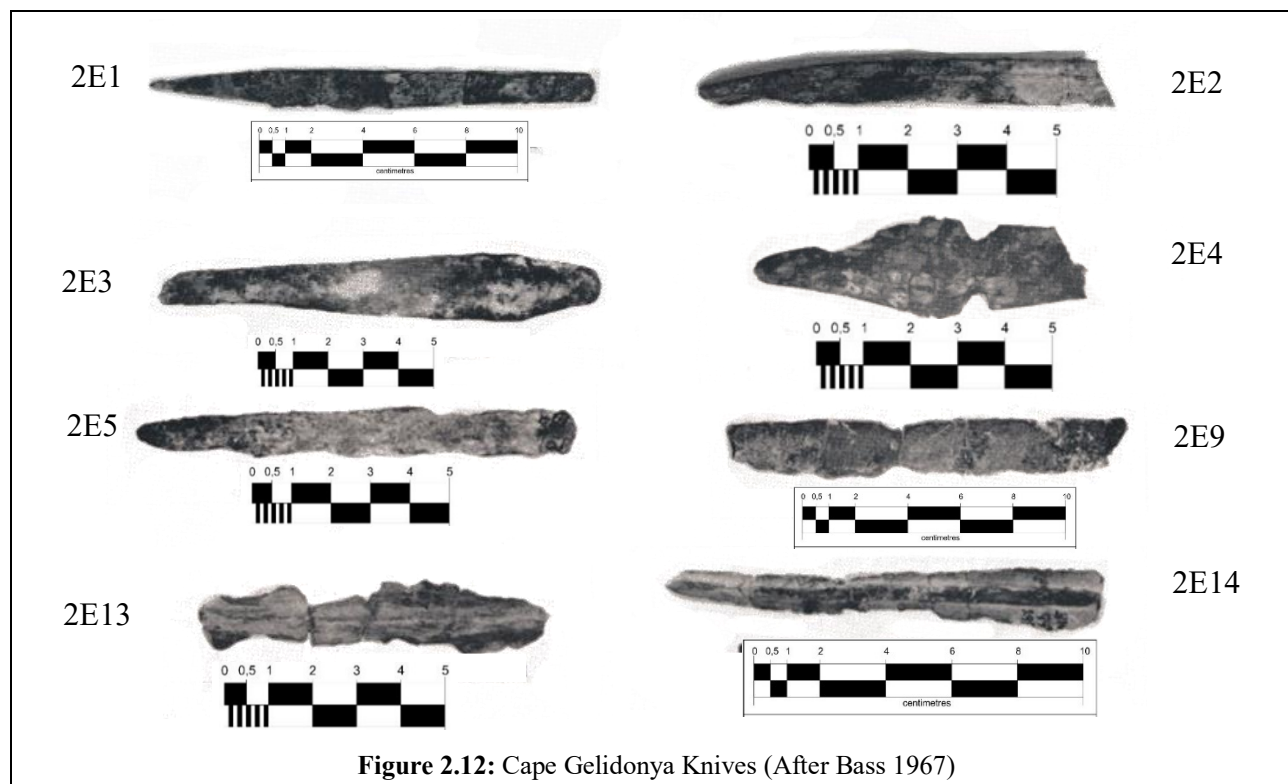 2E1
0 0,5 1 2 4 6 8 10
centimetres
2E2
0 0,5 1 2 3 4 5
2E3
0 0,5 1 2 3 4 5
2E4
0 0,5 1 2 3 4 5
2E5
0 0,5 1 2 3 4 5
2E9
0 0,5 1 2 4 6 8 10
centimetres
2E13
0 0,5 1 2 3 4 5
2E14
0 0,5 1 2 4 6 8 10
centimetres
Figure 2.12: Cape Gelidonya Knives (After Bass 1967)